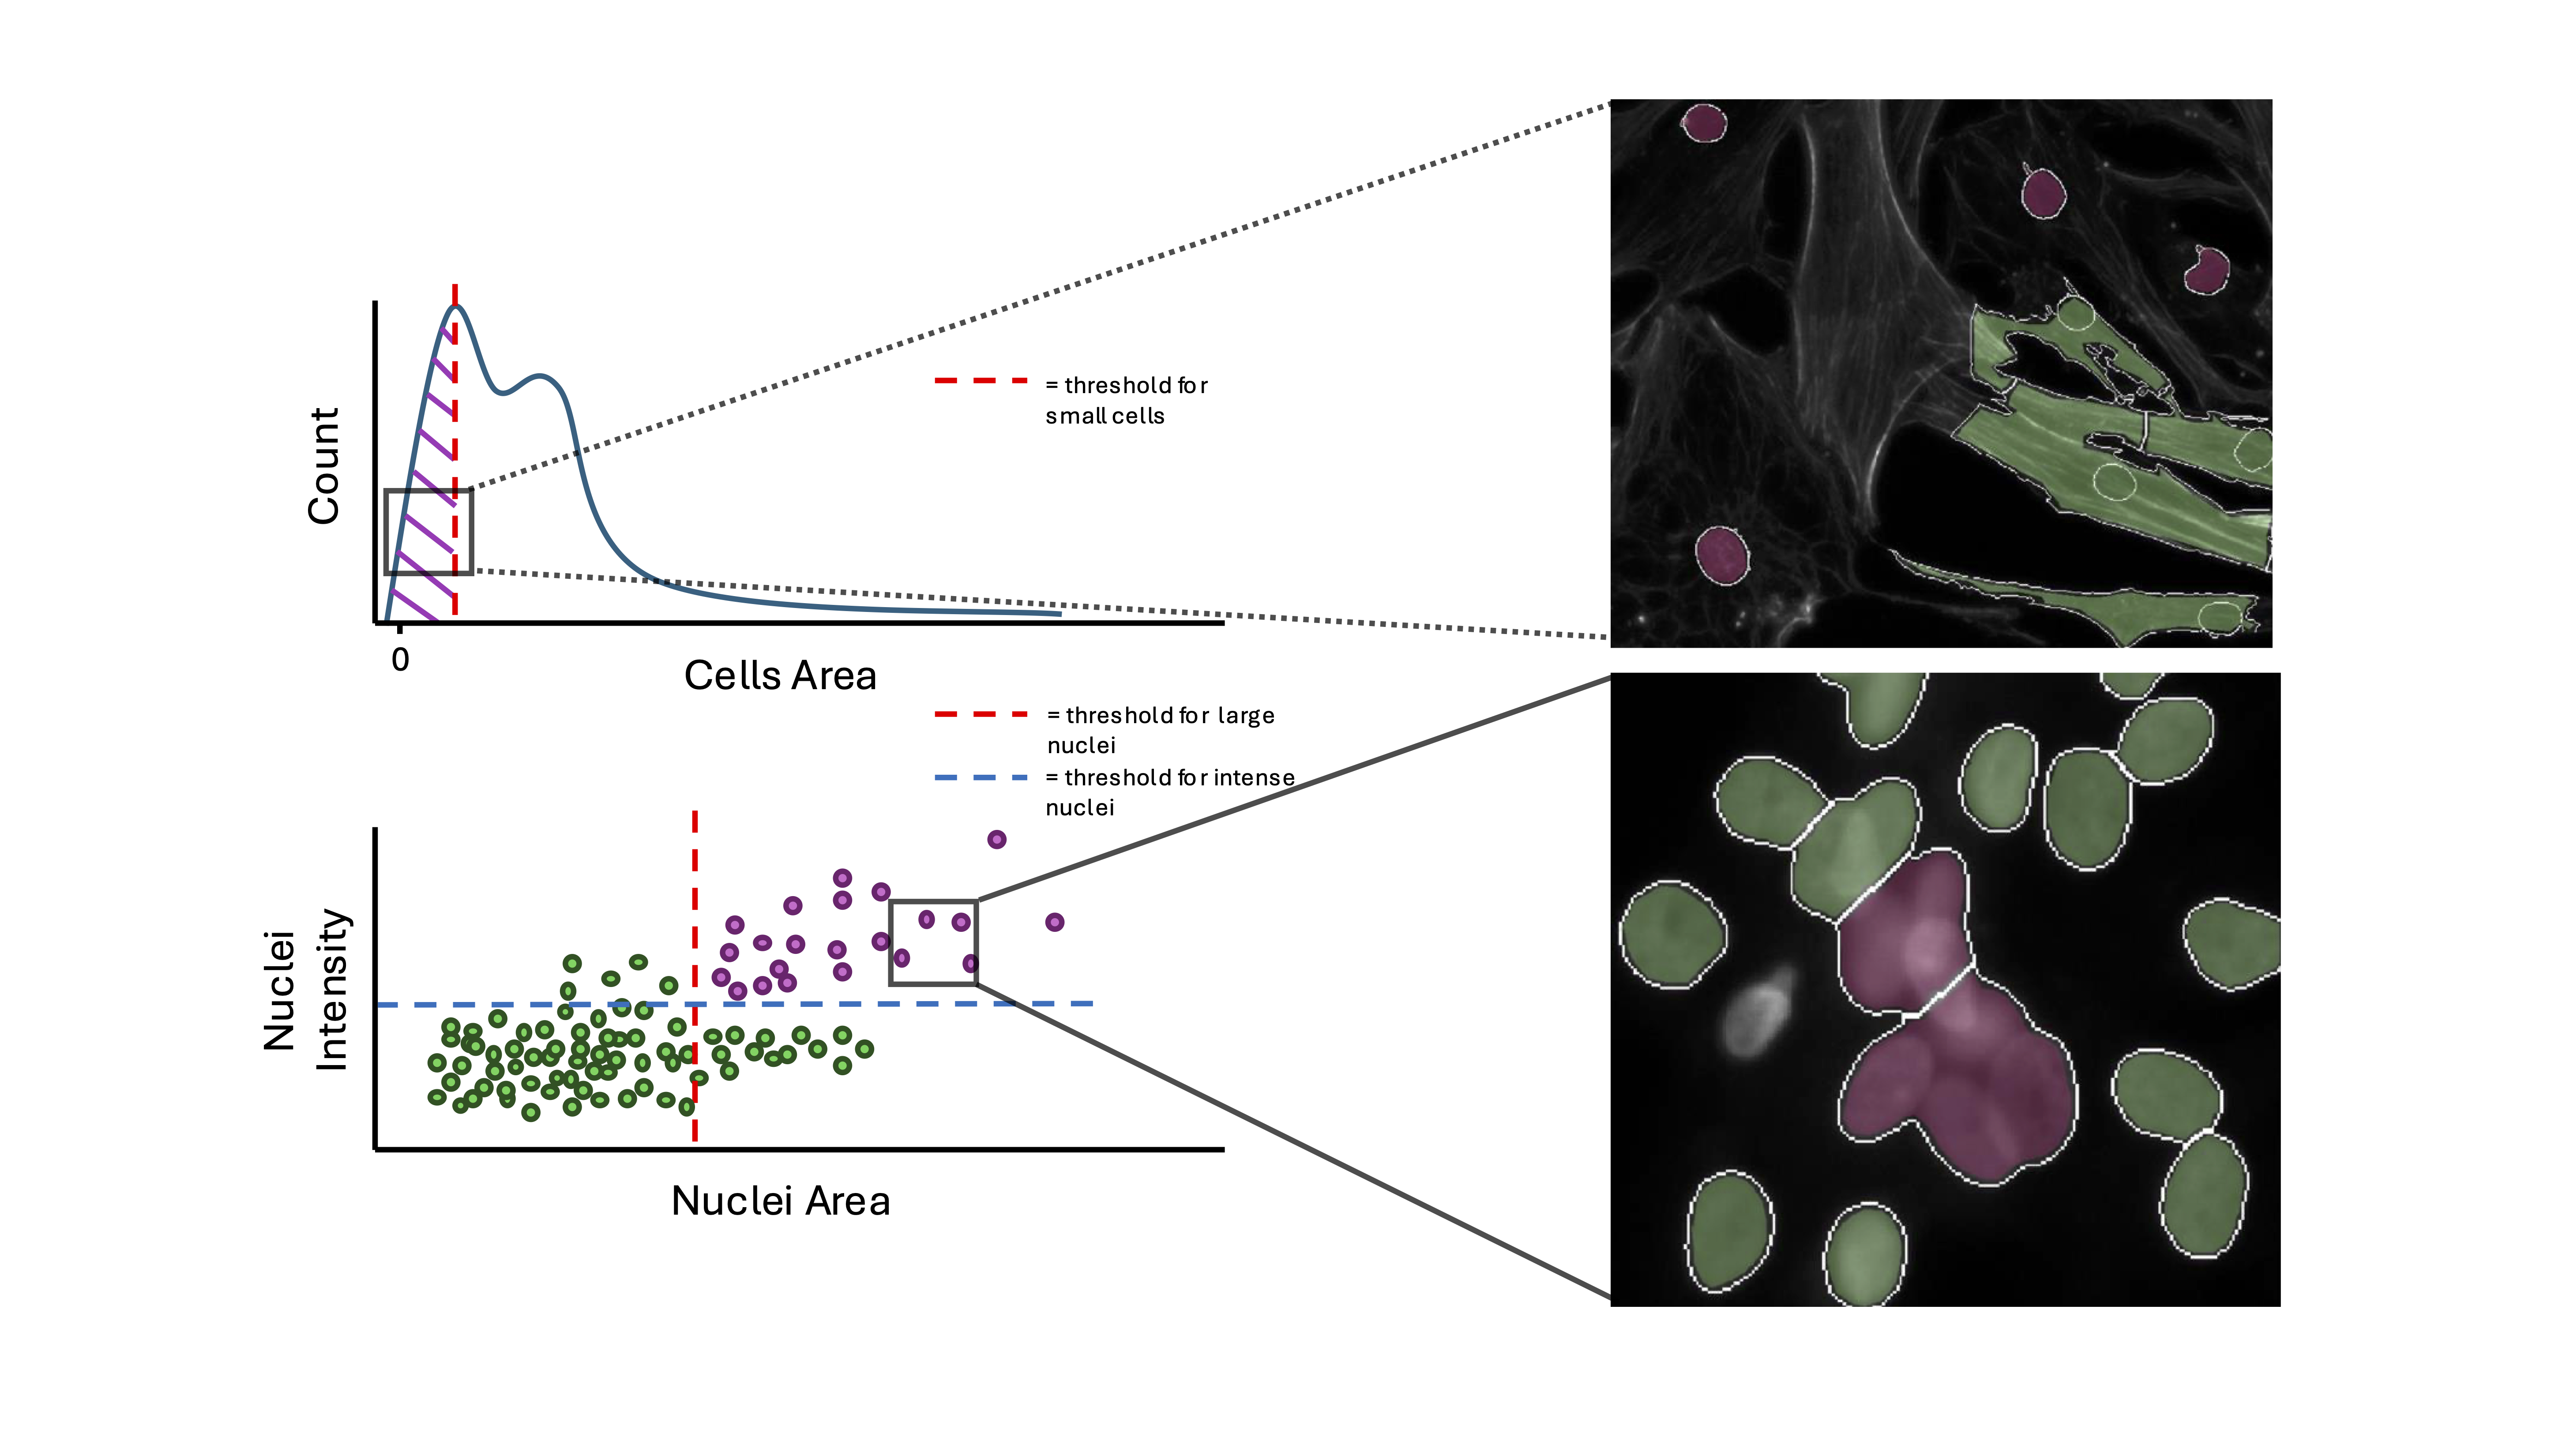 Count
= threshold for
small cells
0
Cells Area
= threshold for large
nuclei
= threshold for intense
nuclei
Nuclei
Intensity
Nuclei Area